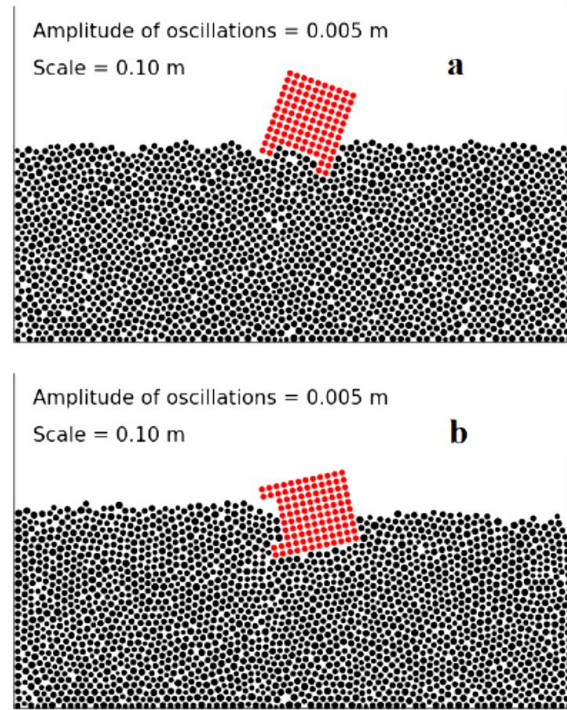 Amplitude of oscillations = 0.005 m
Scale = 0.10 m
a
Amplitude of oscillations = 0.005 m
Scale = 0.10 m
b